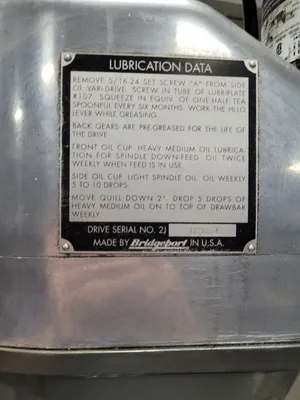 LUBRICATION DATA
REMOVE 5/16-24 SET SCREW "A" FROM SIDE
OF VARI-DRIVE. SCREW IN TUBE OF LUBRIPLATE
#107. SQUEEZE IN EQUIV. OF ONE-HALF TEA
SPOONFUL EVERY SIX MONTHS. WORK THE HI-LO
LEVER WHILE GREASING.
BACK GEARS ARE PRE-GREASED FOR THE LIFE OF
THE DRIVE
FRONT OIL CUP: HEAVY MEDIUM OIL LUBRICA-
TION FOR SPINDLE DOWN-FEED. OIL TWICE
WEEKLY WHEN FEED IS IN USE.
SIDE OIL CUP: LIGHT SPINDLE OIL. OIL WEEKLY
5 TO 10 DROPS
MOVE QUILL DOWN 2". DROP 5 DROPS OF
HEAVY MEDIUM OIL ON TO TOP OF DRAWBAR
WEEKLY.
DRIVE SERIAL NO. 2J
MADE BY Bridgeport IN U.S.A.